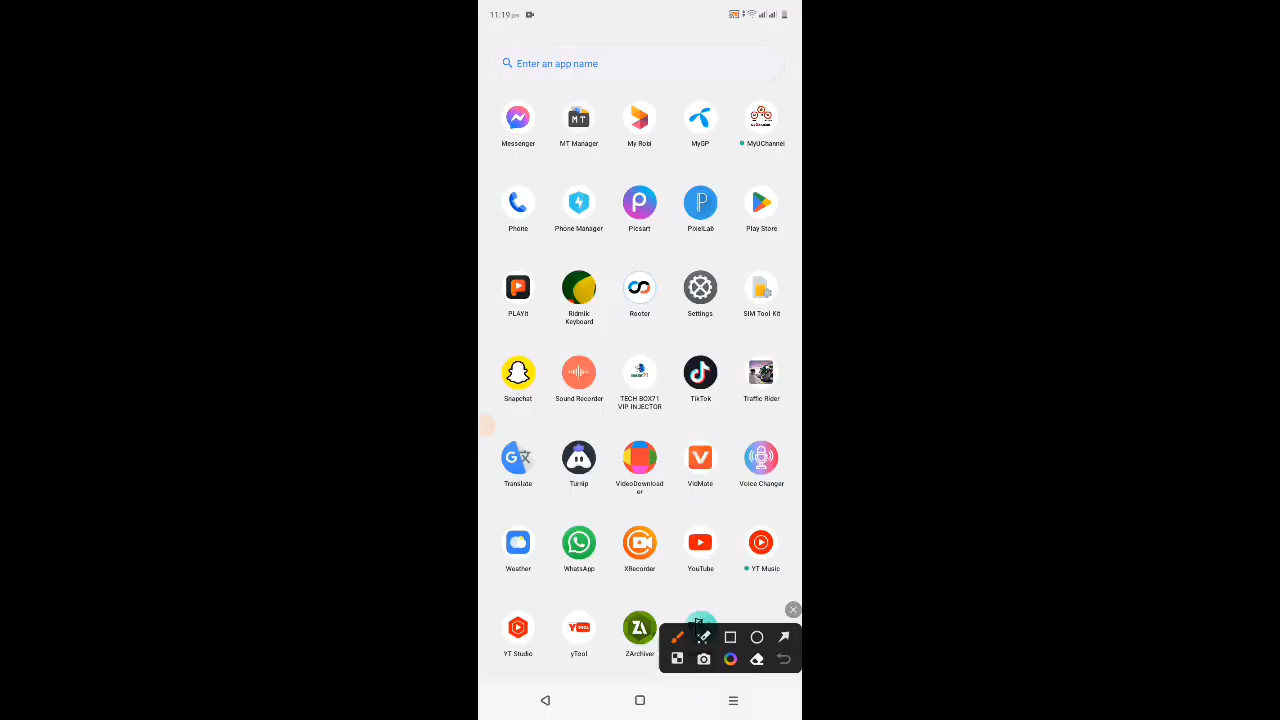 11:19 pm
Enter an app name
Messenger
MT Manager
My Robi
MyGP
MyUChannel
Phone
Phone Manager
Picsart
PixelLab
Play Store
PLAYit
Ridmik
Keyboard
Rooter
Settings
SIM Tool Kit
Snapchat
Sound Recorder
TECH BOX71
VIP INJECTOR
TikTok
Traffic Rider
Translate
Turnip
VideoDownload
er
VidMate
Voice Changer
Weather
WhatsApp
XRecorder
YouTube
YT Music
YT Studio
yTool
ZArchiver